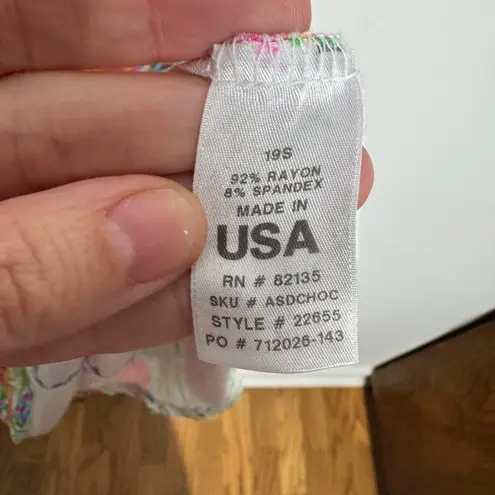 19S
92% RAYON
8% SPANDEX
MADE IN
USA
RN # 82135
SKU # ASDCHOC
STYLE # 22655
PO # 712026-143